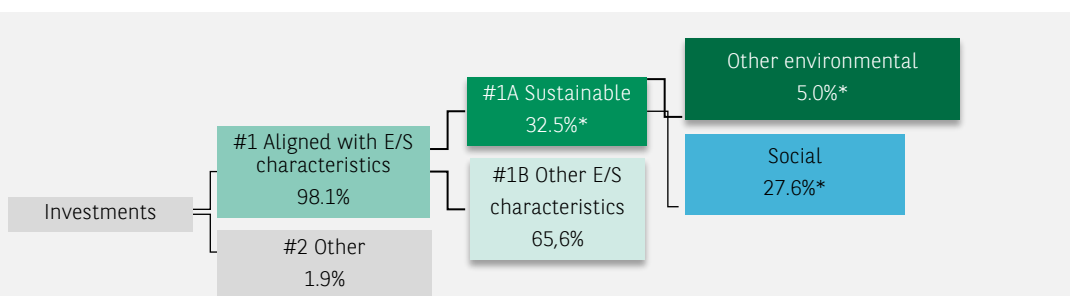 Investments
#1 Aligned with E/S
characteristics
98.1%
#2 Other
1.9%
#1A Sustainable
32.5%*
#1B Other E/S
characteristics
65,6%
Other environmental
5.0%*
Social
27.6%*